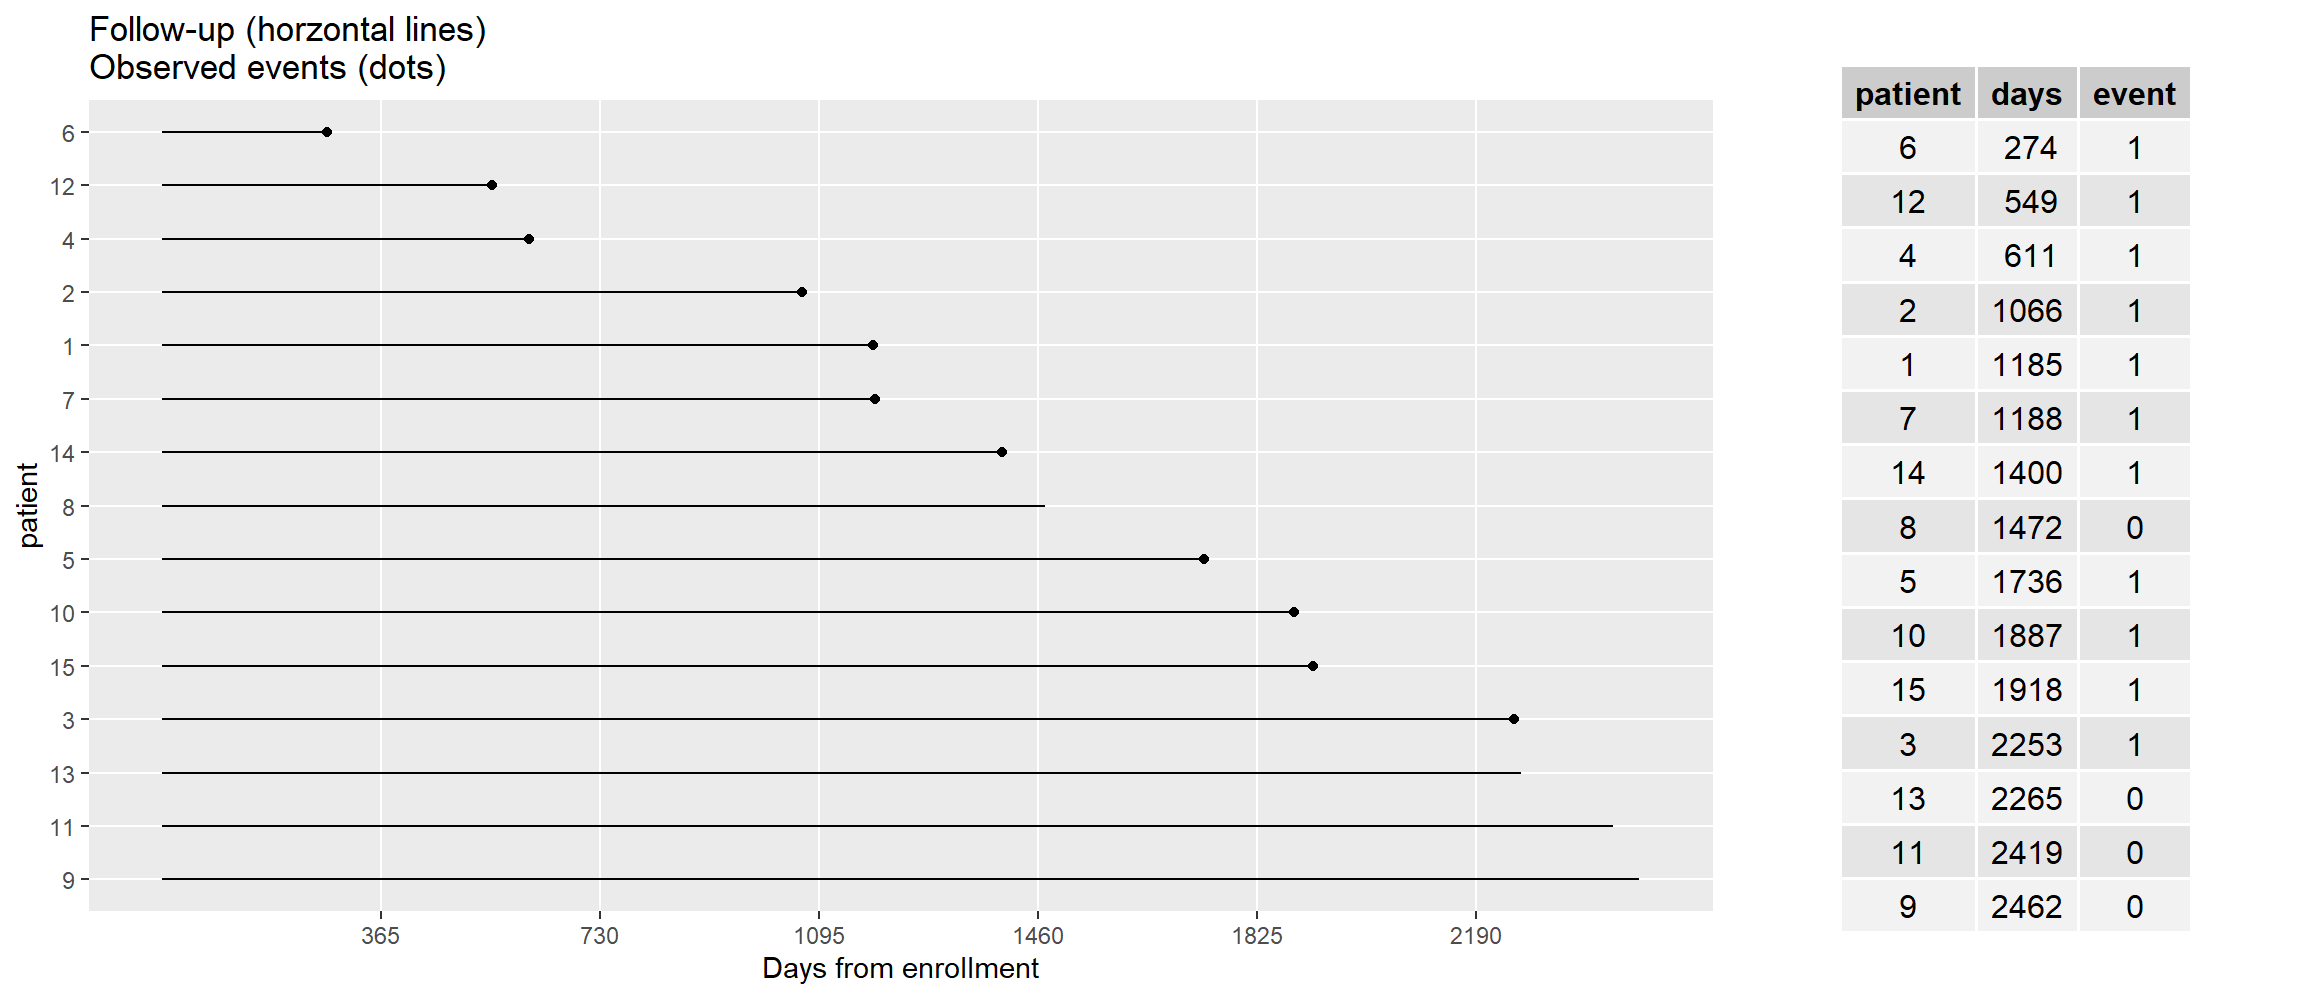 Follow-up (horzontal lines)
Observed events (dots)
patient
6
12
4
2
1
7
14
8
5
10
15
3
13
11
9
365 730 1095 1460 1825 2190
Days from enrollment
patient days event
6 274 1
12 549 1
4 611 1
2 1066 1
1 1185 1
7 1188 1
14 1400 1
8 1472 0
5 1736 1
10 1887 1
15 1918 1
3 2253 1
13 2265 0
11 2419 0
9 2462 0